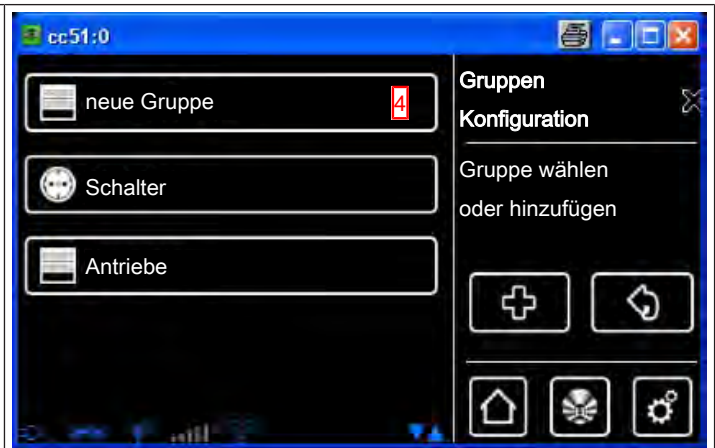 cc51:0
neue Gruppe 4
Schalter
Antriebe
Gruppen
Konfiguration
Gruppe wählen
oder hinzufügen